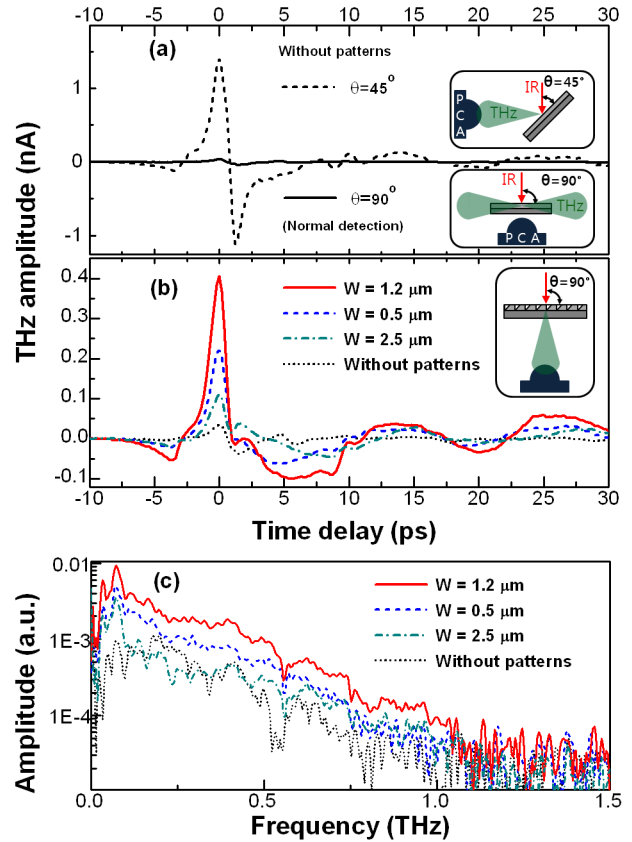 -10 -5 0 5 10 15 20 25 30
(a)
Without patterns
θ=45°
θ=90°
(Normal detection)
1
0
-1
P
C
A
IR
θ=45°
THz
IR
θ=90°
THz
P C A
THz amplitude (nA)
(b)
W = 1.2 μm
W = 0.5 μm
W = 2.5 μm
Without patterns
θ=90°
0.4
0.3
0.2
0.1
0.0
-0.1
-10 -5 0 5 10 15 20 25 30
Time delay (ps)
(c)
W = 1.2 μm
W = 0.5 μm
W = 2.5 μm
Without patterns
0.01
1E-3
1E-4
Amplitude (a.u.)
0.0 0.5 1.0 1.5
Frequency (THz)